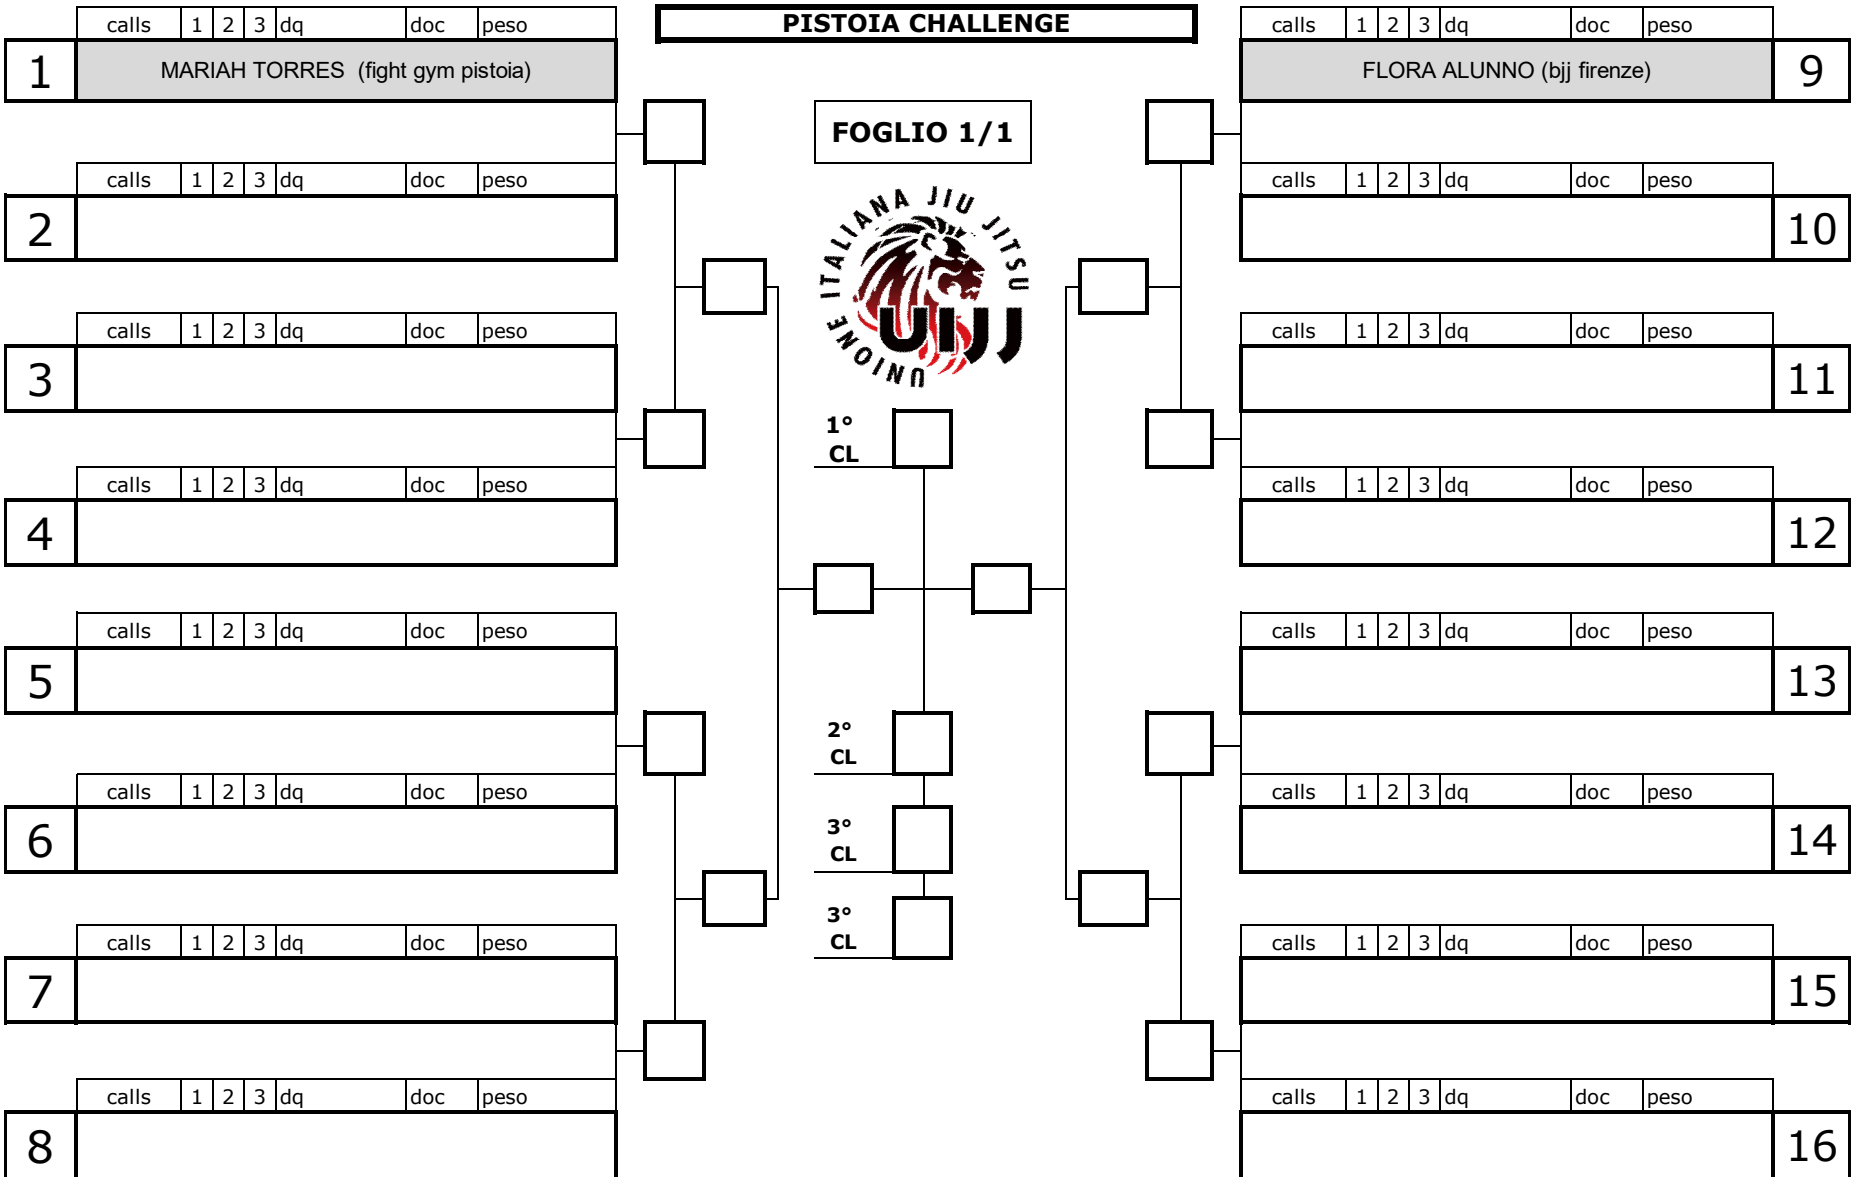 PISTOIA CHALLENGE
calls 1 2 3 dq doc peso
1 MARIAH TORRES (fight gym pistoia)
calls 1 2 3 dq doc peso
2
calls 1 2 3 dq doc peso
3
calls 1 2 3 dq doc peso
4
calls 1 2 3 dq doc peso
5
calls 1 2 3 dq doc peso
6
calls 1 2 3 dq doc peso
7
calls 1 2 3 dq doc peso
8
FOGLIO 1/1
UNIONE ITALIANA JIU JITSU
UIJJ
1°
CL
2°
CL
3°
CL
3°
CL
calls 1 2 3 dq doc peso
FLORA ALUNNO (bjj firenze) 9
calls 1 2 3 dq doc peso
10
calls 1 2 3 dq doc peso
11
calls 1 2 3 dq doc peso
12
calls 1 2 3 dq doc peso
13
calls 1 2 3 dq doc peso
14
calls 1 2 3 dq doc peso
15
calls 1 2 3 dq doc peso
16